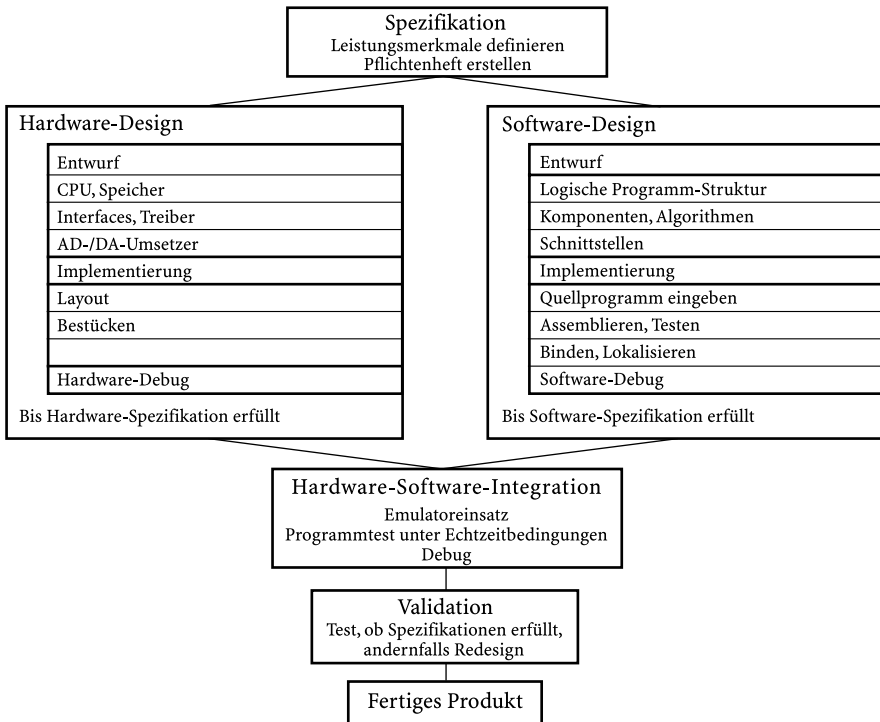 Spezifikation
Leistungsmerkmale definieren
Pflichtenheft erstellen
Hardware-Design
Entwurf
CPU, Speicher
Interfaces, Treiber
AD-/DA-Umsetzer
Implementierung
Layout
Bestücken
Hardware-Debug
Bis Hardware-Spezifikation erfüllt
Software-Design
Entwurf
Logische Programm-Struktur
Komponenten, Algorithmen
Schnittstellen
Implementierung
Quellprogramm eingeben
Assemblieren, Testen
Binden, Lokalisieren
Software-Debug
Bis Software-Spezifikation erfüllt
Hardware-Software-Integration
Emulatoreinsatz
Programmtest unter Echtzeitbedingungen
Debug
Validation
Test, ob Spezifikationen erfüllt,
andernfalls Redesign
Fertiges Produkt